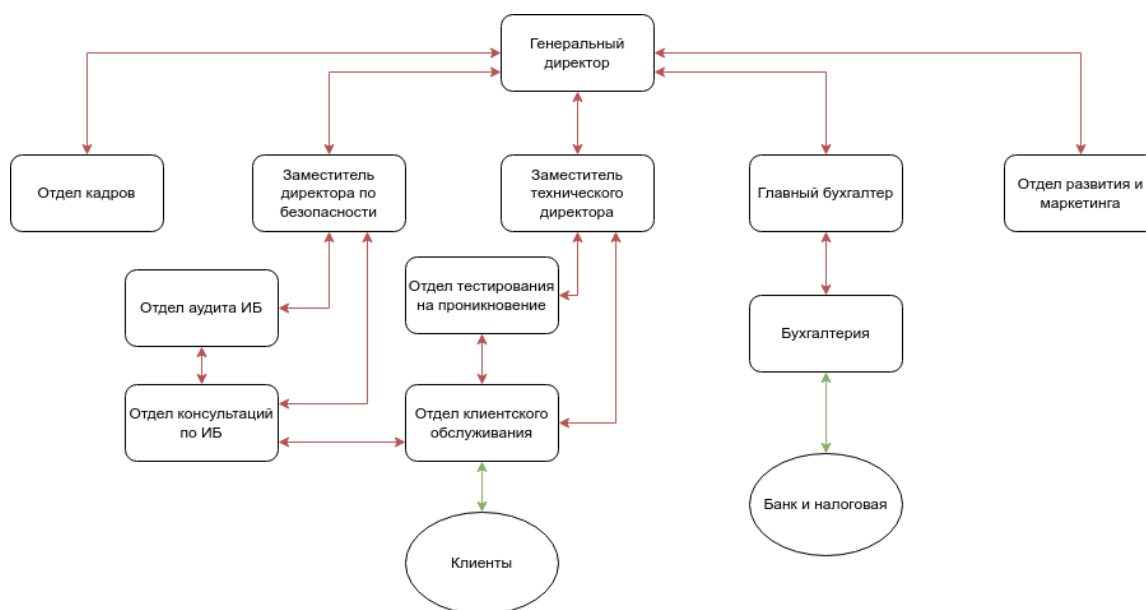 Генеральный
директор
Отдел кадров
Заместитель
директора по
безопасности
Заместитель
технического
директора
Главный бухгалтер
Отдел развития и
маркетинга
Отдел аудита ИБ
Отдел тестирования
на проникновение
Бухгалтерия
Отдел консультаций
по ИБ
Отдел клиентского
обслуживания
Банк и налоговая
Клиенты